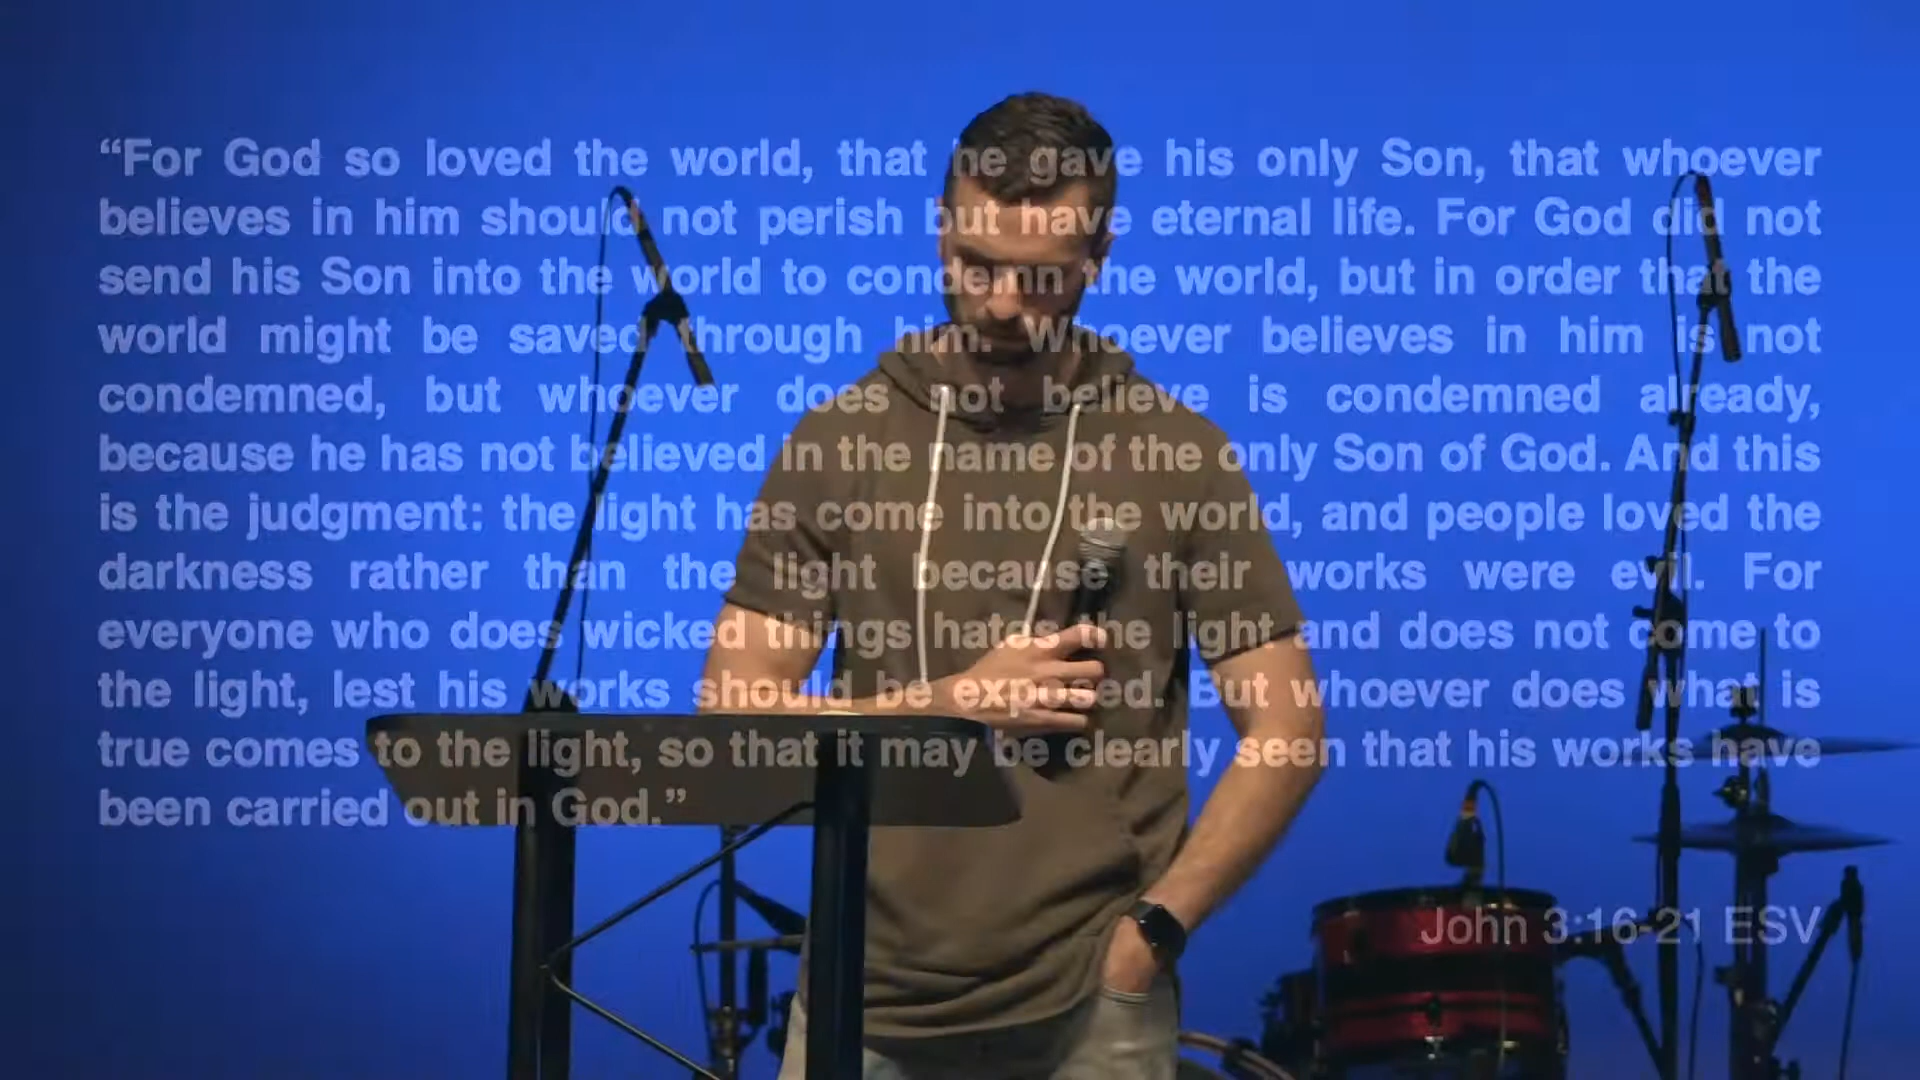 “For God so loved the world, that he gave his only Son, that whoever
believes in him should not perish but have eternal life. For God did not
send his Son into the world to condemn the world, but in order that the
world might be saved through him. Whoever believes in him is not
condemned, but whoever does not believe is condemned already,
because he has not believed in the name of the only Son of God. And this
is the judgment: the light has come into the world, and people loved the
darkness rather than the light because their works were evil. For
everyone who does wicked things hates the light and does not come to
the light, lest his works should be exposed. But whoever does what is
true comes to the light, so that it may be clearly seen that his works have
been carried out in God.”
John 3:16-21 ESV